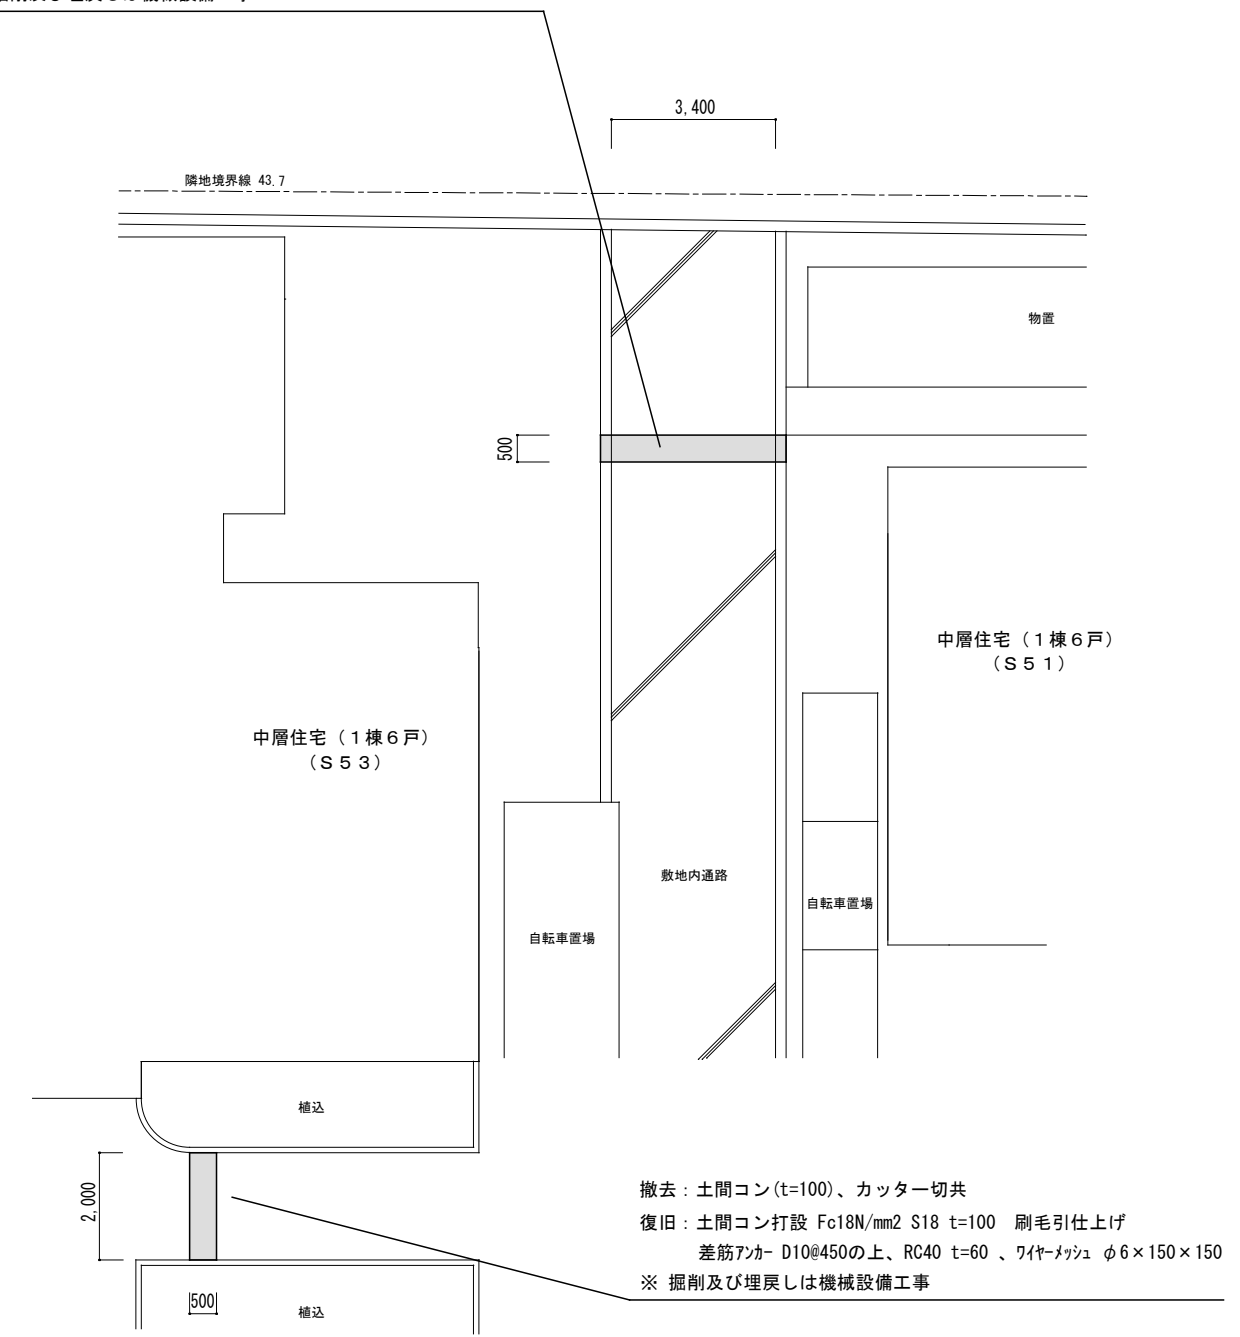 3,400
隣地境界線 43.7
物置
500
中層住宅（１棟６戸）
（Ｓ５１）
中層住宅（１棟６戸）
（Ｓ５３）
敷地内通路
自転車置場
自転車置場
植込
2,000
撤去：土間コン(t=100)、カッター切共
復旧：土間コン打設 Fc18N/mm2 S18 t=100　刷毛引仕上げ
差筋ｱﾝｶｰ D10@450の上、RC40 t=60 、ﾜｲﾔｰﾒｯｼｭ φ6×150×150
※ 掘削及び埋戻しは機械設備工事
500
植込